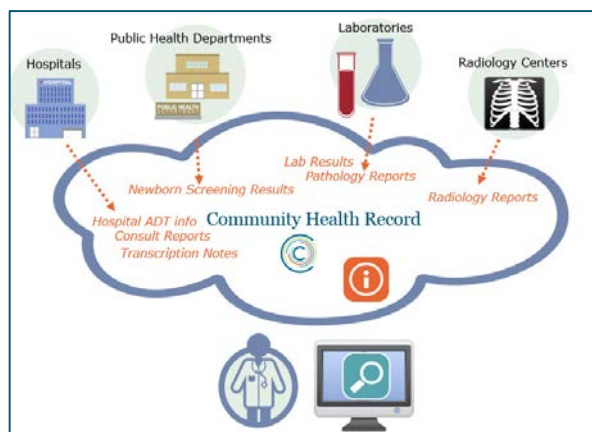 Hospitals
Public Health Departments
Laboratories
Radiology Centers
HOSPITAL
PUBLIC HEALTH
DEPARTMENT
Newborn Screening Results
Lab Results
Pathology Reports
Radiology Reports
Hospital ADT info
Consult Reports
Transcription Notes
Community Health Record
C
i